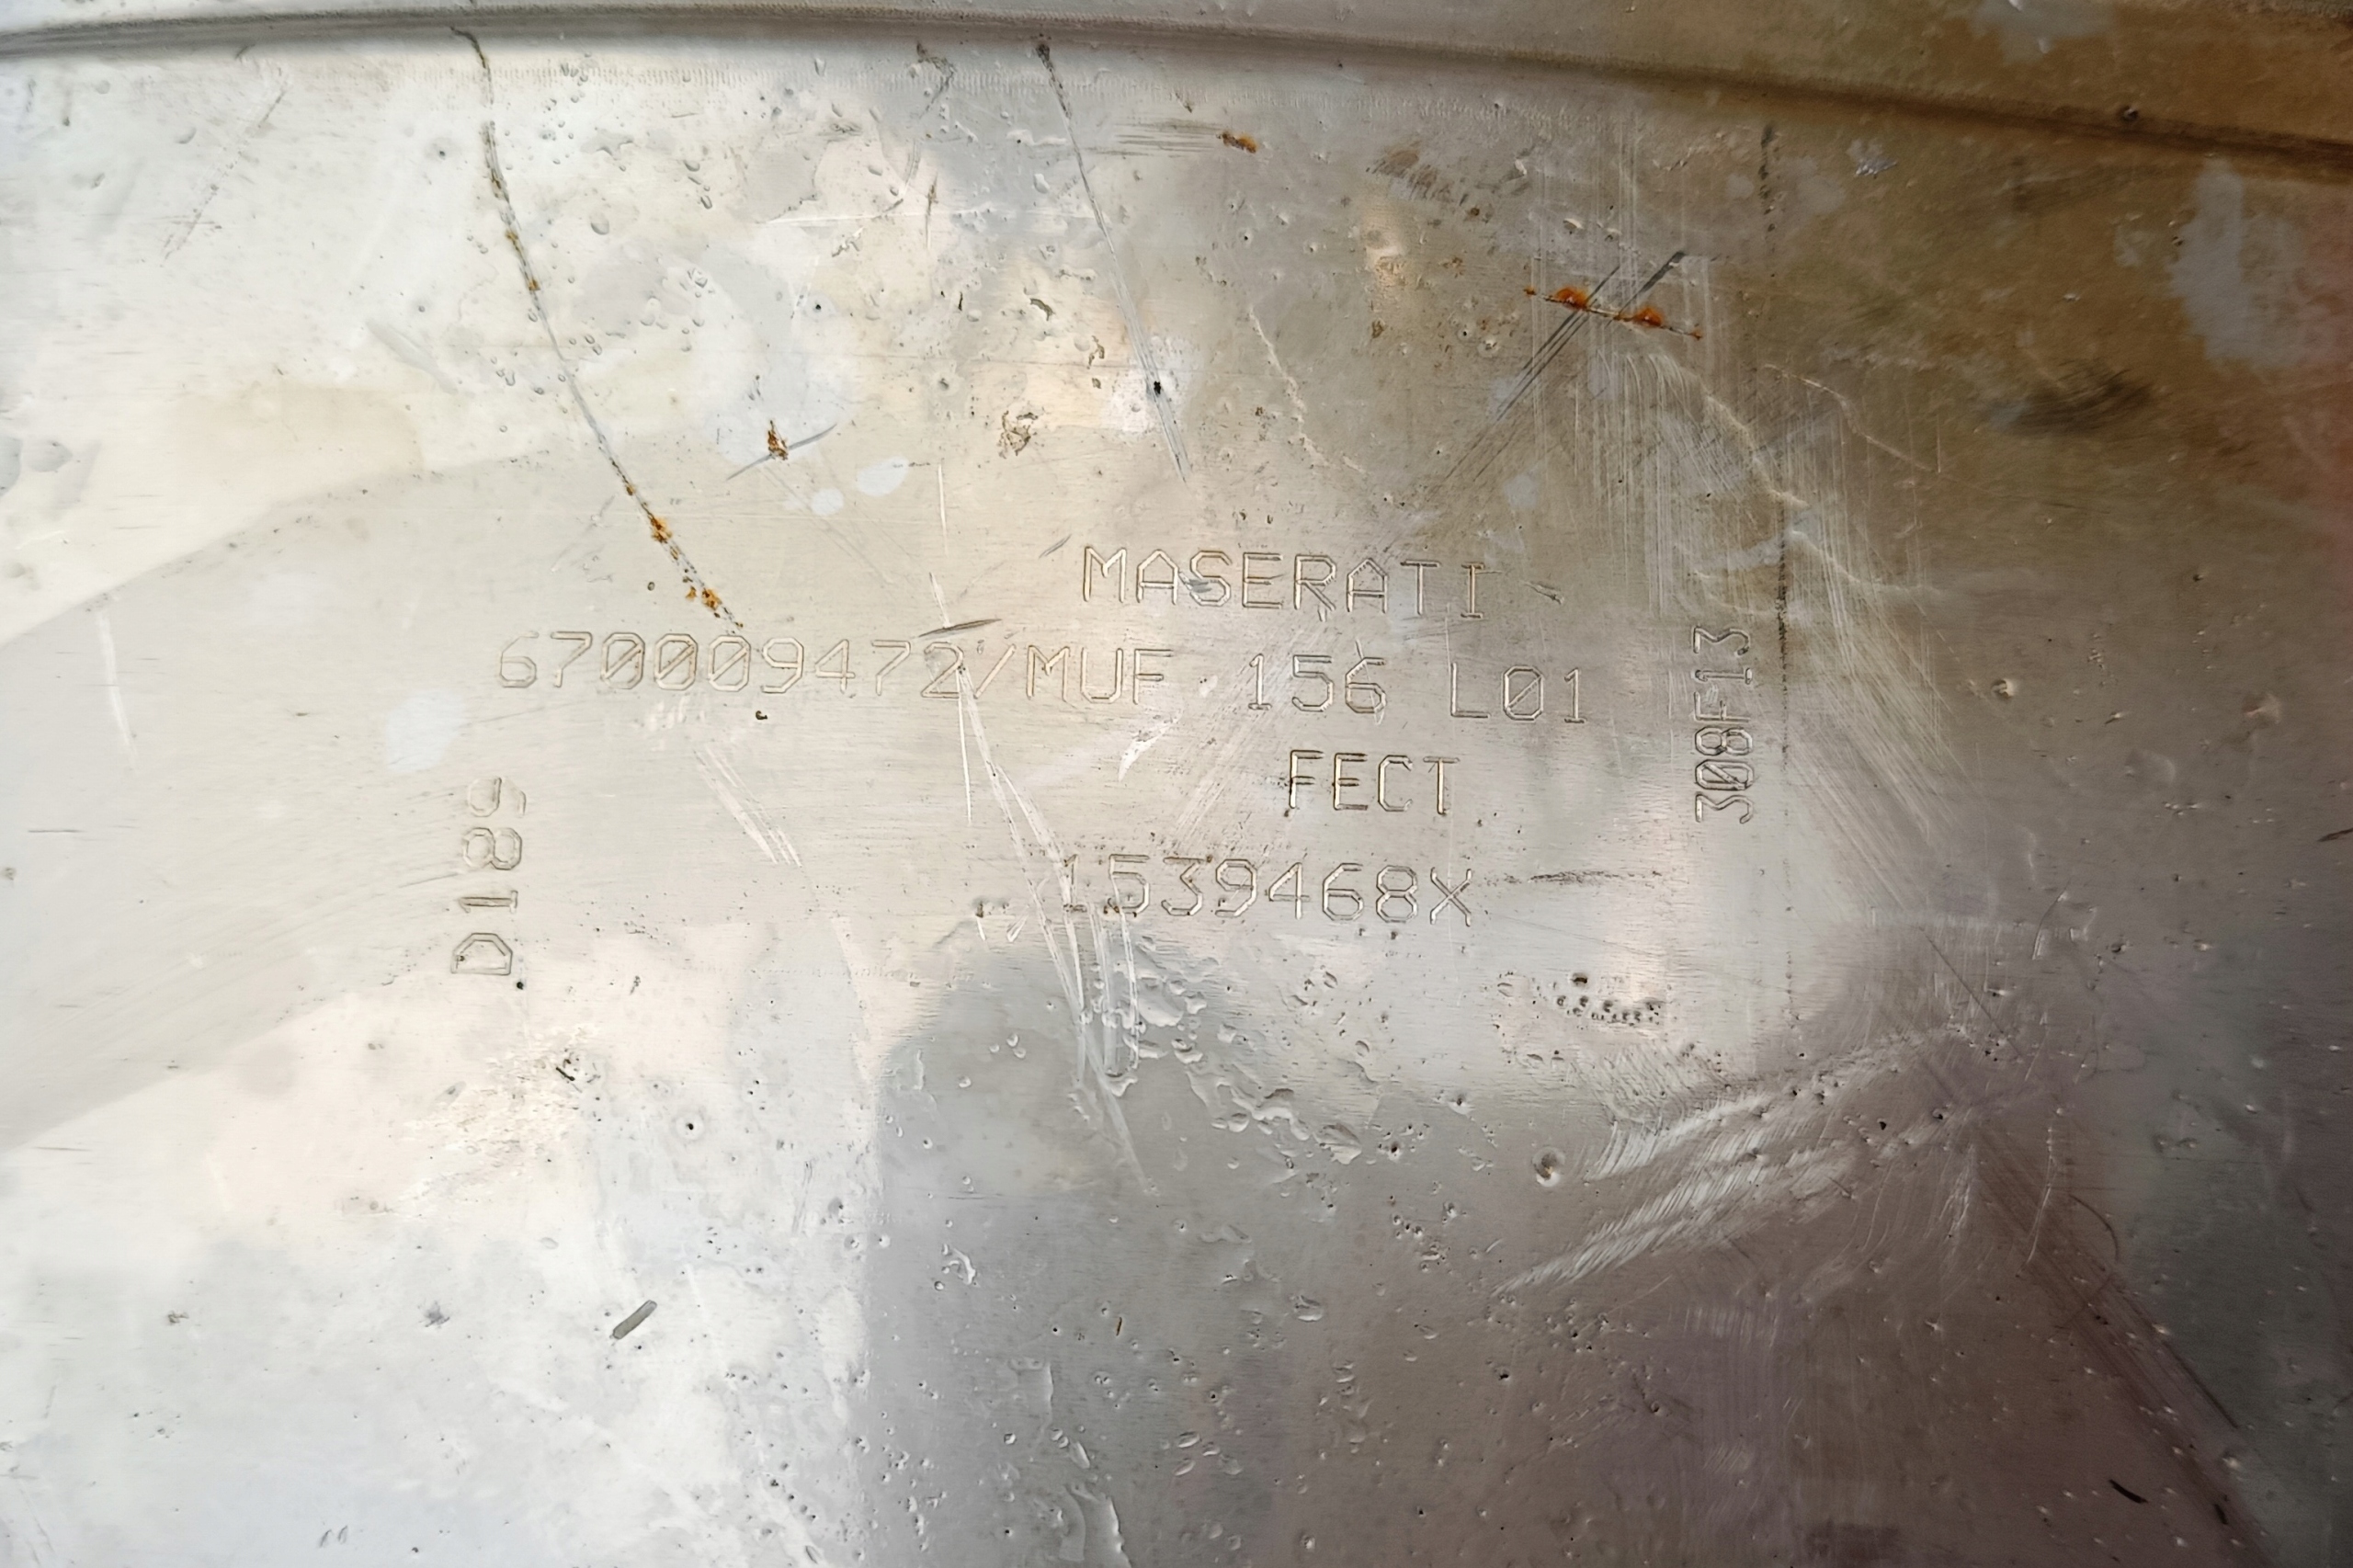 MASERATI
670009472/MUF 156 L01
FECT
1539468X
D189
308F13